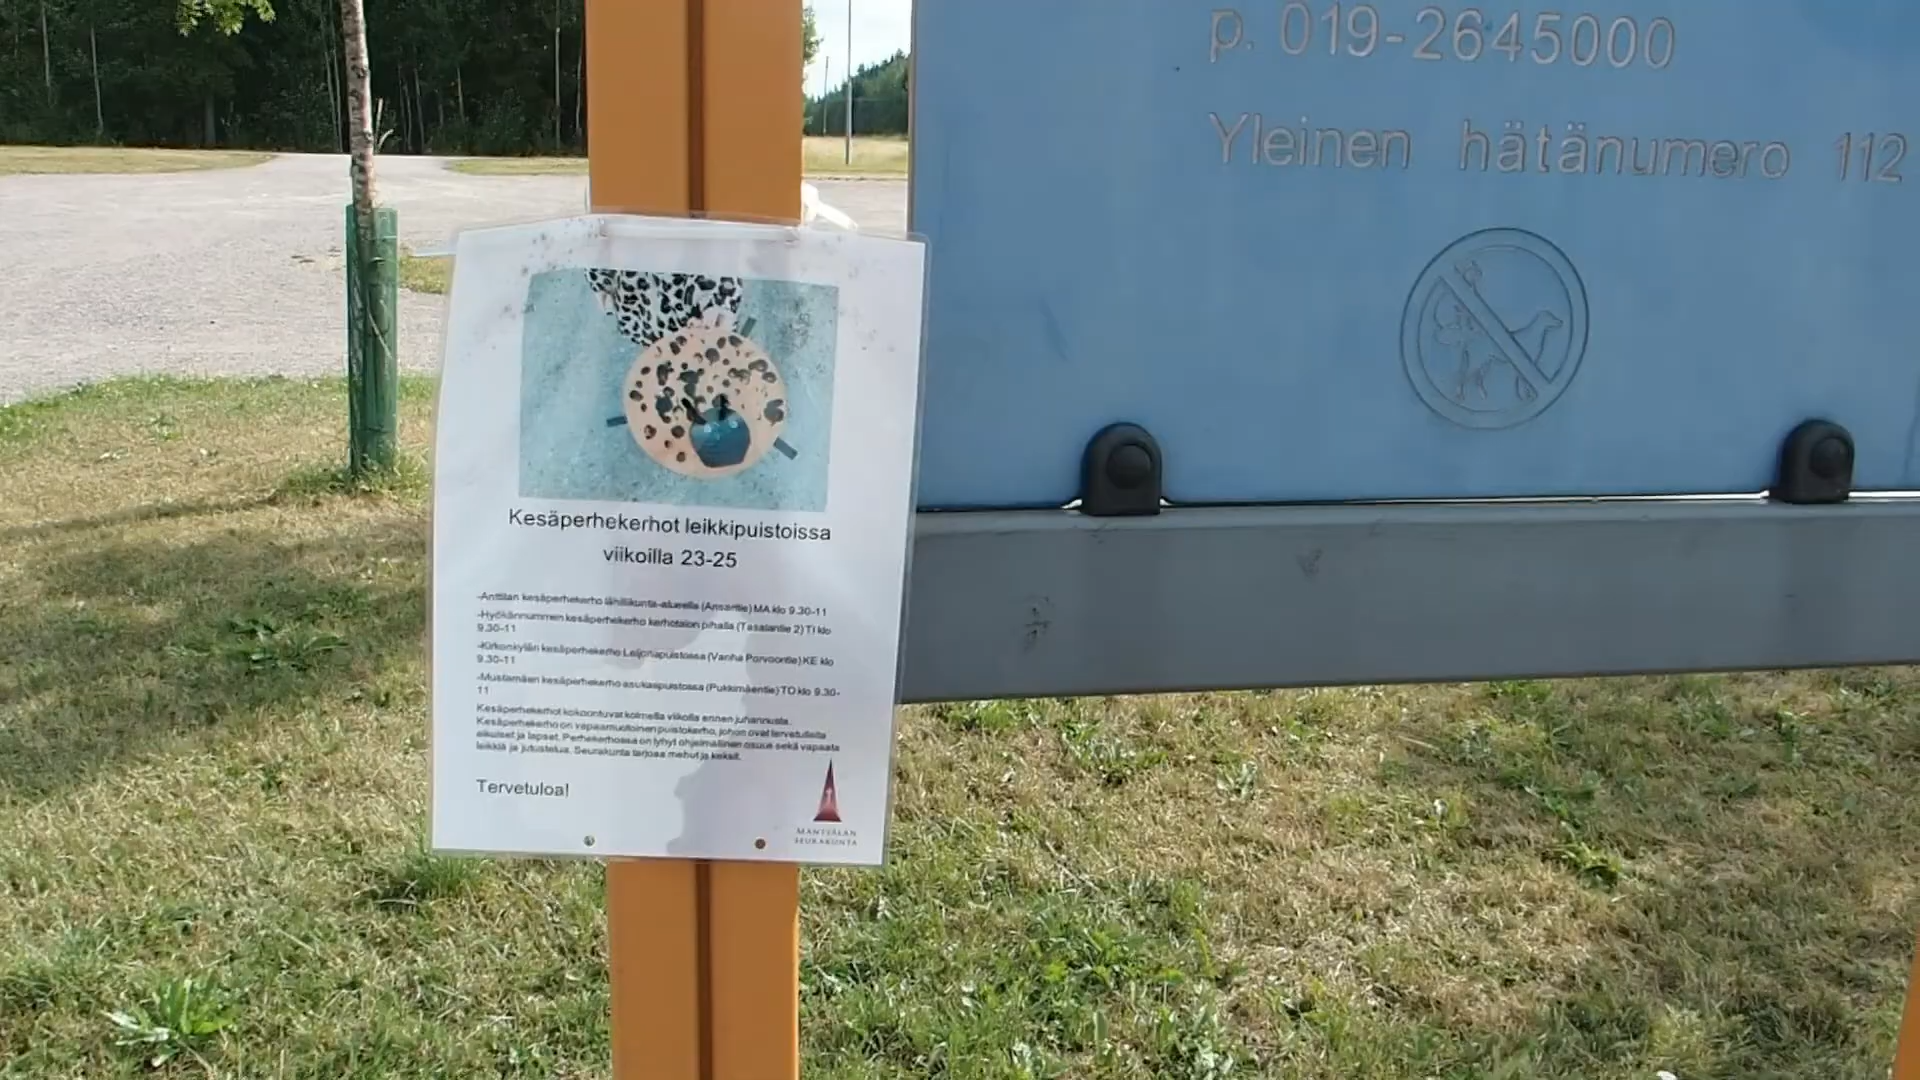 p. 019-2645000
Yleinen hätänumero 112
Kesäperhekerhot leikkipuistoissa
viikoilla 23-25
-Anttilan kesäperhekerho lähiliikunta-alueella (Ansartie) MA klo 9.30-11
-Hyökännummen kesäperhekerho kerhotalon pihalla (Tasalantie 2) TI klo
9.30-11
-Kirkonkylän kesäperhekerho Leijonapuistossa (Vanha Porvoontie) KE klo
9.30-11
-Mustamäen kesäperhekerho asukaspuistossa (Pukkimäentie) TO klo 9.30-
11
Kesäperhekerhot kokoontuvat kolmella viikolla ennen juhannusta.
Kesäperhekerho on vapaamuotoinen puistokerho, johon ovat tervetulleita
aikuiset ja lapset. Perhekerhossa on lyhyt ohjelmallinen osuus sekä vapaata
leikkiä ja jutustelua. Seurakunta tarjoaa mehut ja keksit.
Tervetuloa!
MÄNTSÄLÄN
SEURAKUNTA